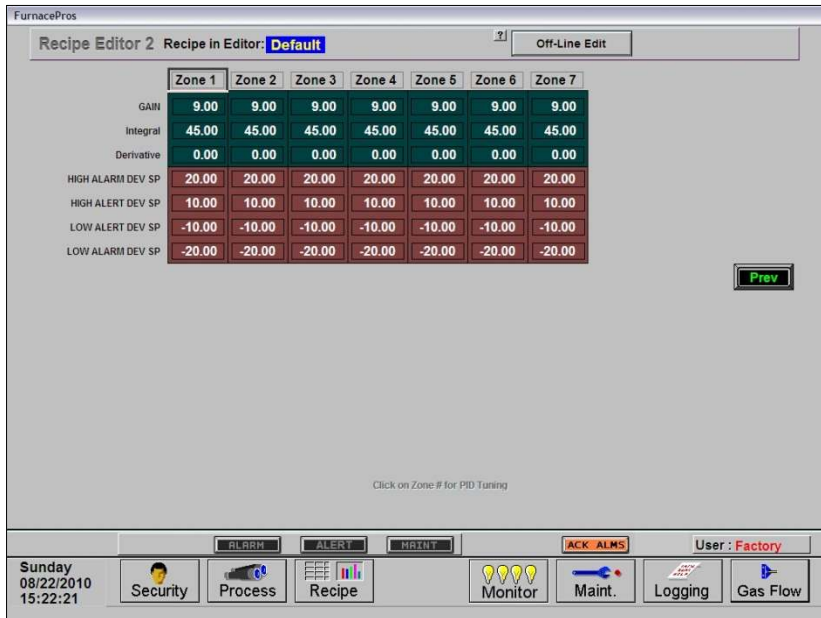 FurnacePros
Recipe Editor 2 Recipe in Editor: Default ? Off-Line Edit
Zone 1 Zone 2 Zone 3 Zone 4 Zone 5 Zone 6 Zone 7
GAIN 9.00 9.00 9.00 9.00 9.00 9.00 9.00
Integral 45.00 45.00 45.00 45.00 45.00 45.00 45.00
Derivative 0.00 0.00 0.00 0.00 0.00 0.00 0.00
HIGH ALARM DEV SP 20.00 20.00 20.00 20.00 20.00 20.00 20.00
HIGH ALERT DEV SP 10.00 10.00 10.00 10.00 10.00 10.00 10.00
LOW ALERT DEV SP -10.00 -10.00 -10.00 -10.00 -10.00 -10.00 -10.00
LOW ALARM DEV SP -20.00 -20.00 -20.00 -20.00 -20.00 -20.00 -20.00
Prev
Click on Zone # for PID Tuning
ALARM ALERT MAINT ACK ALMS User : Factory
Sunday
08/22/2010
15:22:21
Security Process Recipe Monitor Maint. Logging Gas Flow